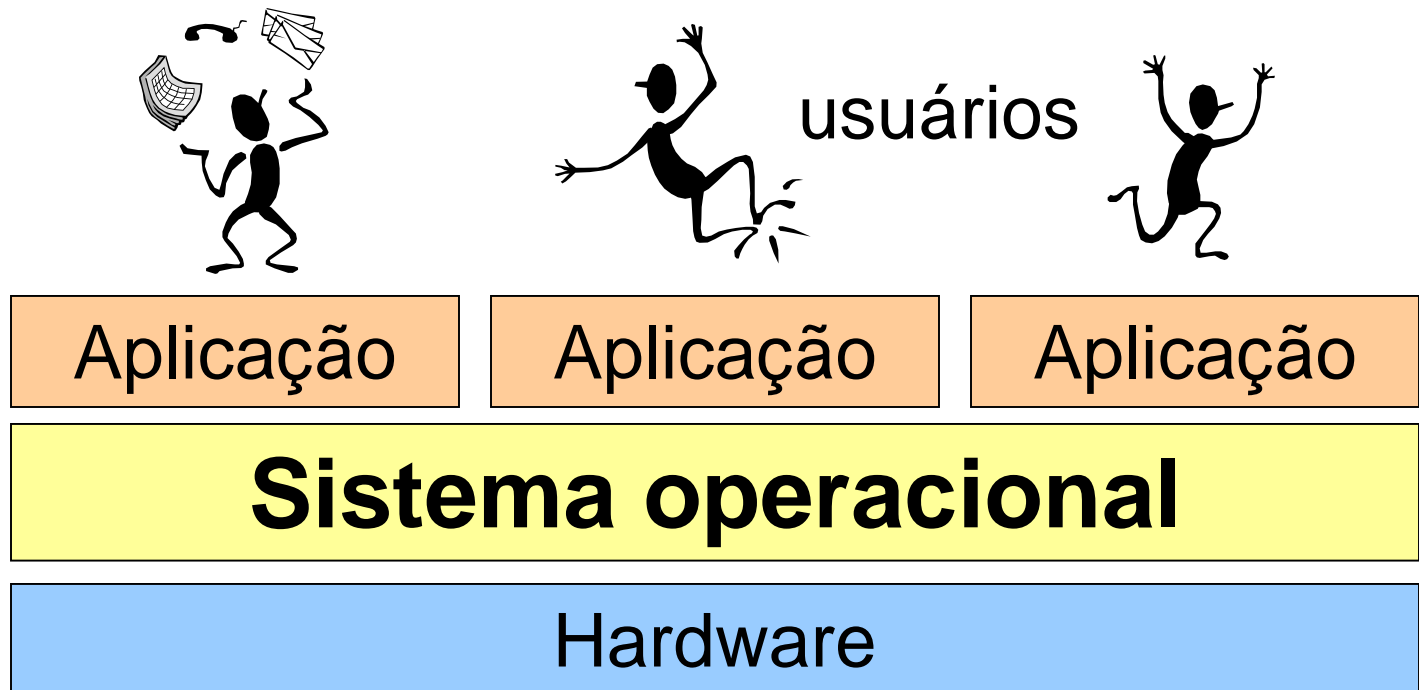 usuários
Aplicação Aplicação Aplicação
Sistema operacional
Hardware